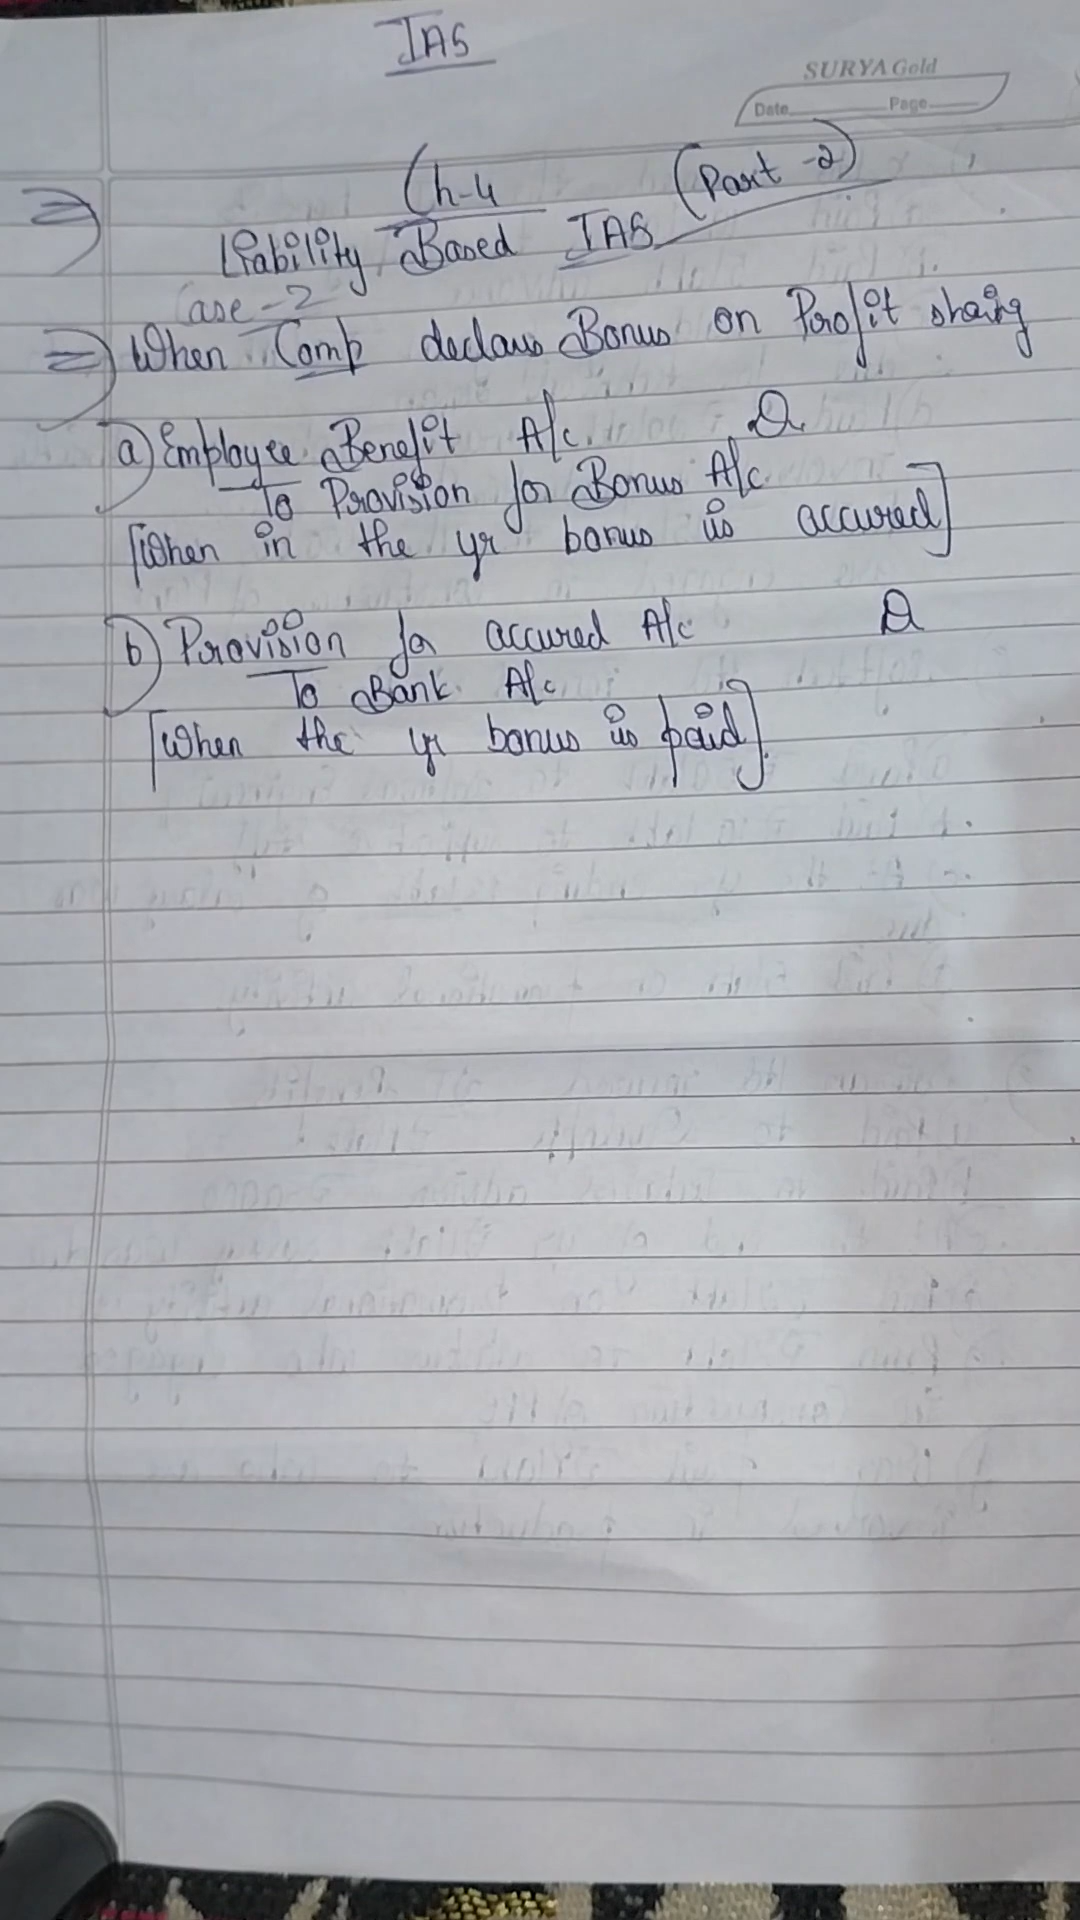 IAS
SURYA Gold
Date Page
Ch-4 (Part -2)
Liability Based IAS
Case -2
=) When Comp declaus Bonus on Profit sharing
a) Employee Benefit A/c. Dr
To Provision for Bonus A/c
[When in the yr bonus is accured]
b) Provision for accured A/c Dr
To Bank A/c
[When the yr bonus is paid]